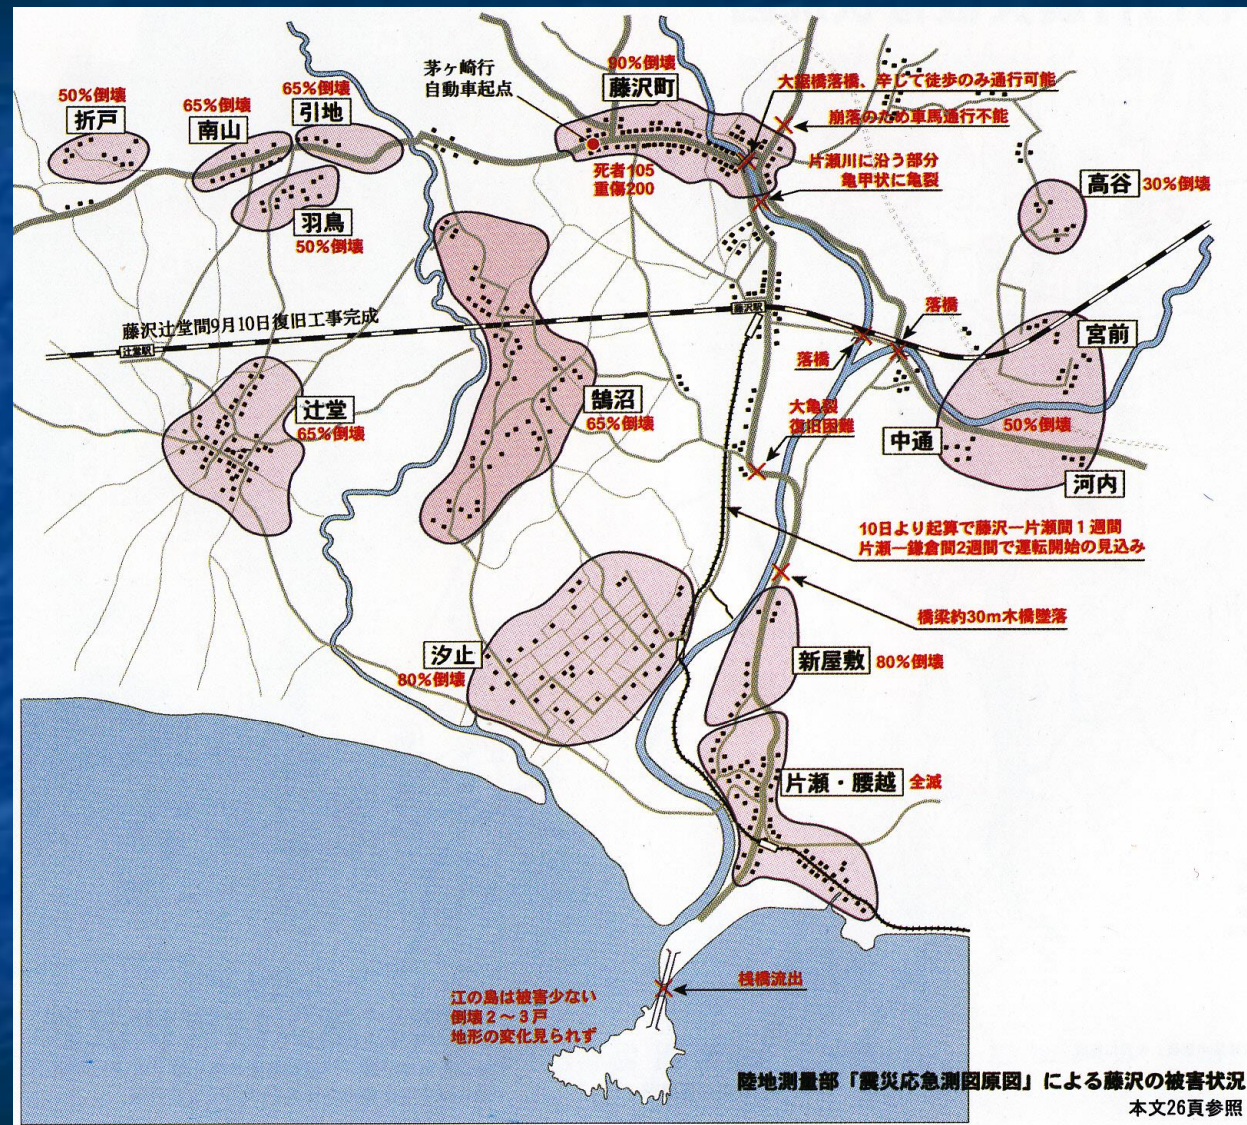 90%倒壊
藤沢町
茅ヶ崎行
自動車起点
大鋸橋落橋、辛じて徒歩のみ通行可能
崩落のため車馬通行不能
片瀬川に沿う部分
亀甲状に亀裂
死者105
重傷200
50%倒壊
折戸
65%倒壊
南山
65%倒壊
引地
羽鳥
50%倒壊
高谷
30%倒壊
藤沢辻堂間9月10日復旧工事完成
辻堂駅
藤沢駅
落橋
落橋
宮前
50%倒壊
中通
河内
辻堂
65%倒壊
鵠沼
65%倒壊
大亀裂
復旧困難
10日より起算で藤沢ー片瀬間1週間
片瀬ー鎌倉間2週間で運転開始の見込み
橋梁約30m木橋墜落
汐止
80%倒壊
新屋敷
80%倒壊
片瀬・腰越
全滅
桟橋流出
江の島は被害少ない
倒壊2～3戸
地形の変化見られず
陸地測量部「震災応急測図原図」による藤沢の被害状況
本文26頁参照